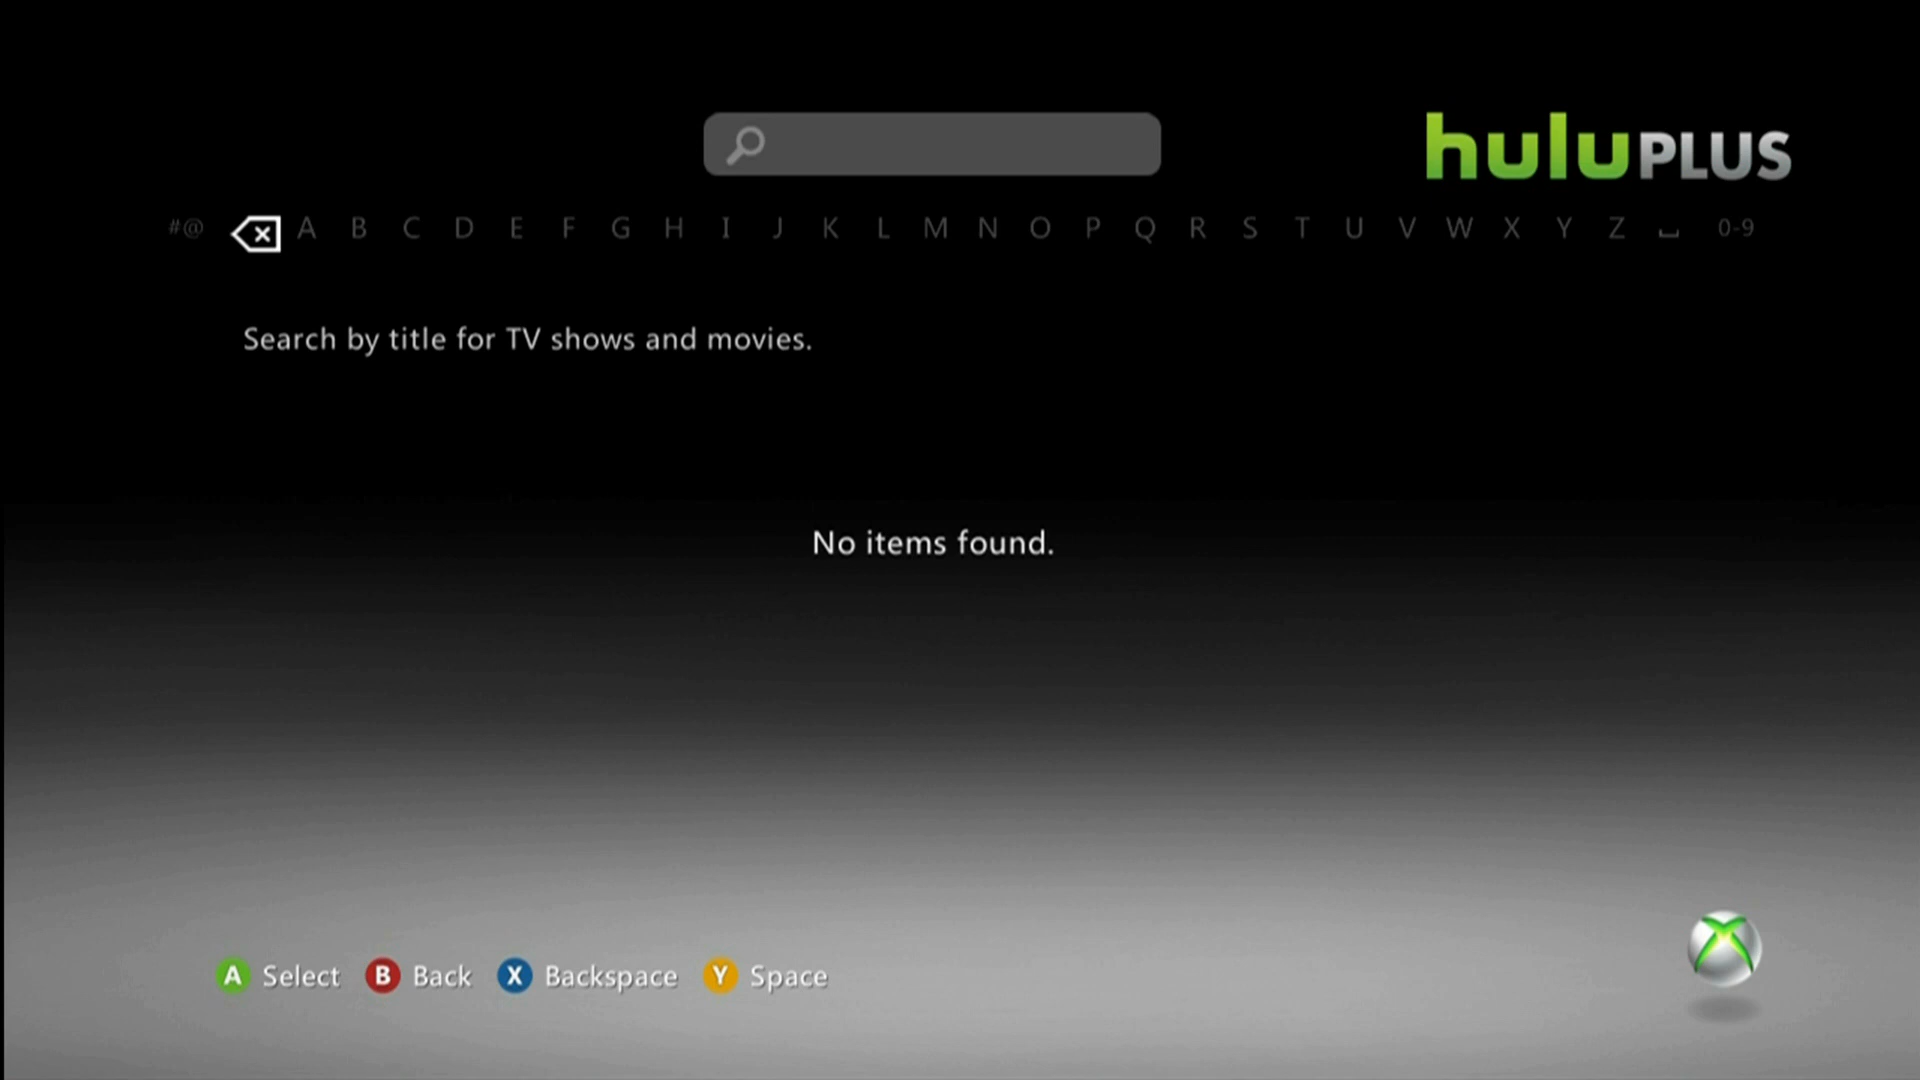 huluPLUS
#@ A B C D E F G H I J K L M N O P Q R S T U V W X Y Z 0-9
Search by title for TV shows and movies.
No items found.
A Select B Back X Backspace Y Space